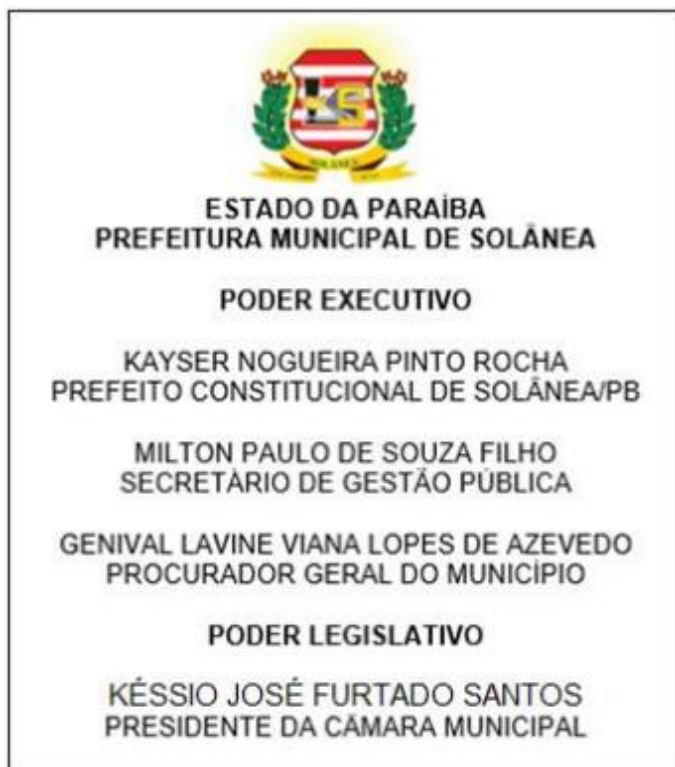 SOLÂNEA
ESTADO DA PARAÍBA
PREFEITURA MUNICIPAL DE SOLÂNEA
PODER EXECUTIVO
KAYSER NOGUEIRA PINTO ROCHA
PREFEITO CONSTITUCIONAL DE SOLÂNEA/PB
MILTON PAULO DE SOUZA FILHO
SECRETÀRIO DE GESTÃO PÚBLICA
GENIVAL LAVINE VIANA LOPES DE AZEVEDO
PROCURADOR GERAL DO MUNICÍPIO
PODER LEGISLATIVO
KÉSSIO JOSÉ FURTADO SANTOS
PRESIDENTE DA CÂMARA MUNICIPAL